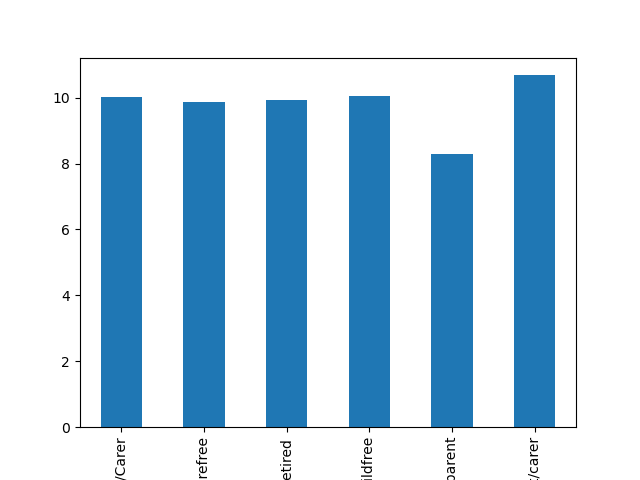 10
8
6
4
2
0
/Carer
refree
etired
ildfree
parent
/carer